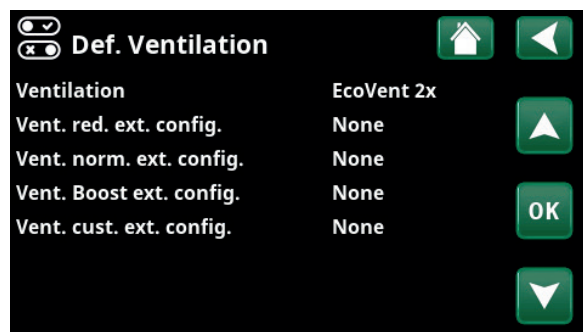 Def. Ventilation
Ventilation EcoVent 2x
Vent. red. ext. config. None
Vent. norm. ext. config. None
Vent. Boost ext. config. None
OK
Vent. cust. ext. config. None